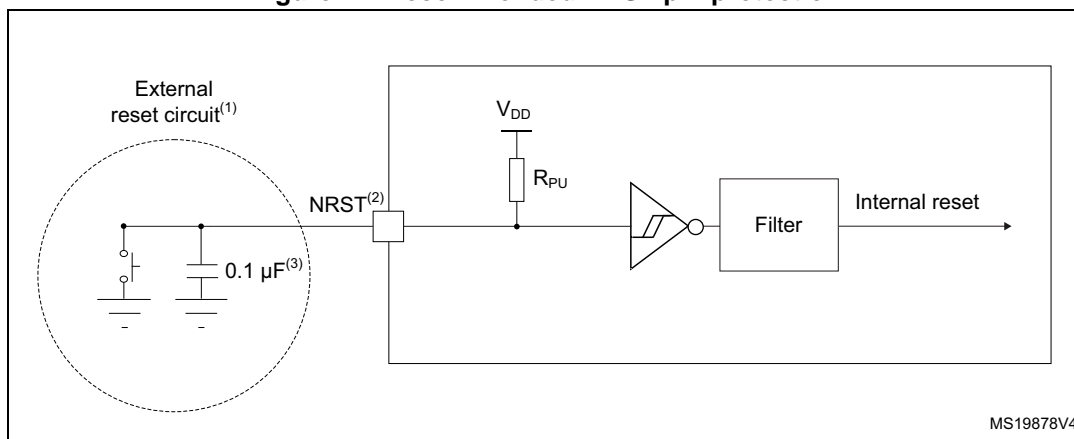 External
reset circuit(1)
VDD
RPU
NRST(2)
Filter
Internal reset
0.1 μF(3)
MS19878V4